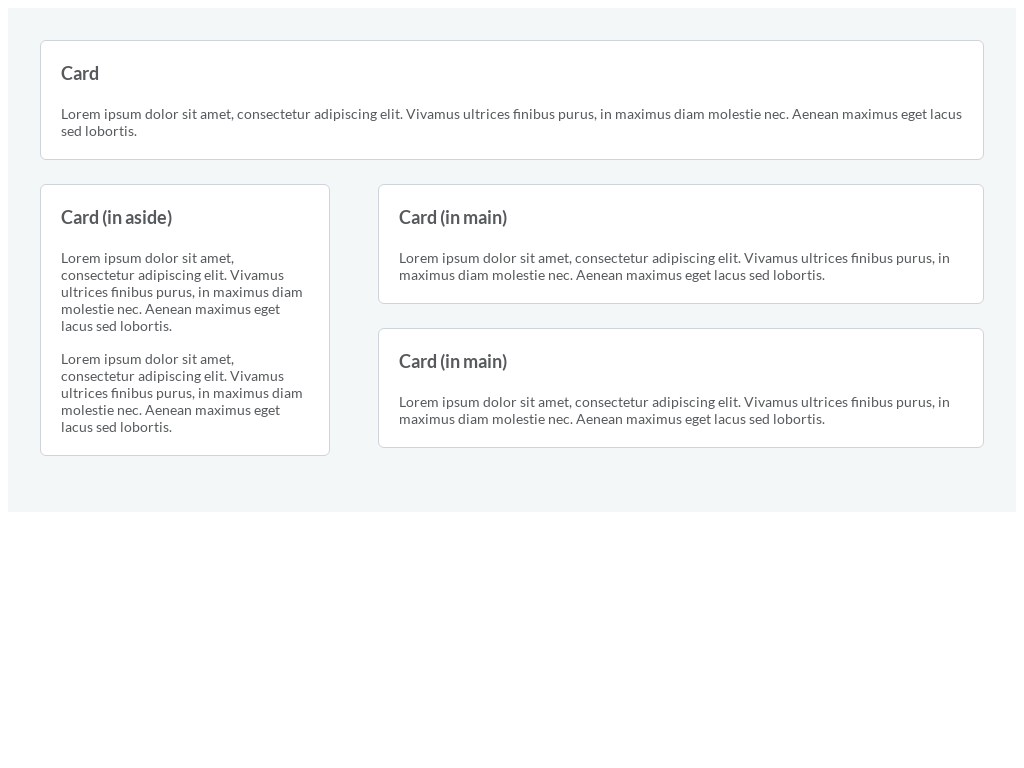 Card
Lorem ipsum dolor sit amet, consectetur adipiscing elit. Vivamus ultrices finibus purus, in maximus diam molestie nec. Aenean maximus eget lacus
sed lobortis.
Card (in aside)
Lorem ipsum dolor sit amet,
consectetur adipiscing elit. Vivamus
ultrices finibus purus, in maximus diam
molestie nec. Aenean maximus eget
lacus sed lobortis.
Lorem ipsum dolor sit amet,
consectetur adipiscing elit. Vivamus
ultrices finibus purus, in maximus diam
molestie nec. Aenean maximus eget
lacus sed lobortis.
Card (in main)
Lorem ipsum dolor sit amet, consectetur adipiscing elit. Vivamus ultrices finibus purus, in
maximus diam molestie nec. Aenean maximus eget lacus sed lobortis.
Card (in main)
Lorem ipsum dolor sit amet, consectetur adipiscing elit. Vivamus ultrices finibus purus, in
maximus diam molestie nec. Aenean maximus eget lacus sed lobortis.